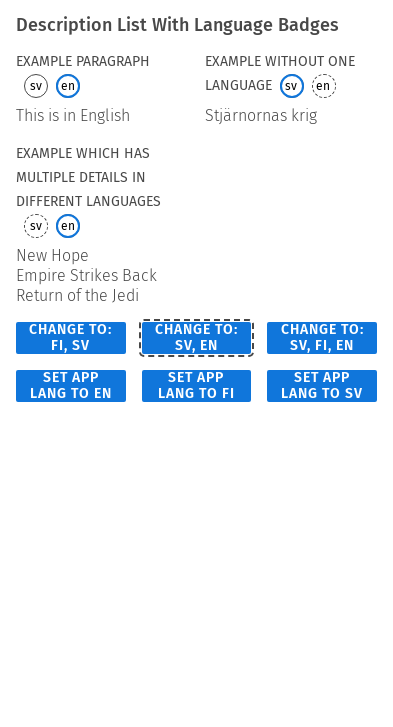 Description List With Language Badges
EXAMPLE PARAGRAPH
sv en
This is in English
EXAMPLE WITHOUT ONE
LANGUAGE sv en
Stjärnornas krig
EXAMPLE WHICH HAS
MULTIPLE DETAILS IN
DIFFERENT LANGUAGES
sv en
New Hope
Empire Strikes Back
Return of the Jedi
CHANGE TO:
FI, SV
CHANGE TO:
SV, EN
CHANGE TO:
SV, FI, EN
SET APP
LANG TO EN
SET APP
LANG TO FI
SET APP
LANG TO SV